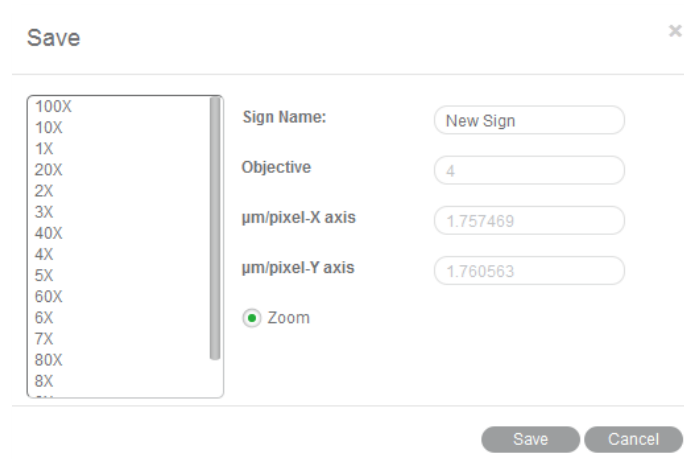 Save
×
100X
10X
1X
20X
2X
3X
40X
4X
5X
60X
6X
7X
80X
8X
Sign Name:
New Sign
Objective
4
µm/pixel-X axis
1.757469
µm/pixel-Y axis
1.760563
Zoom
Save
Cancel